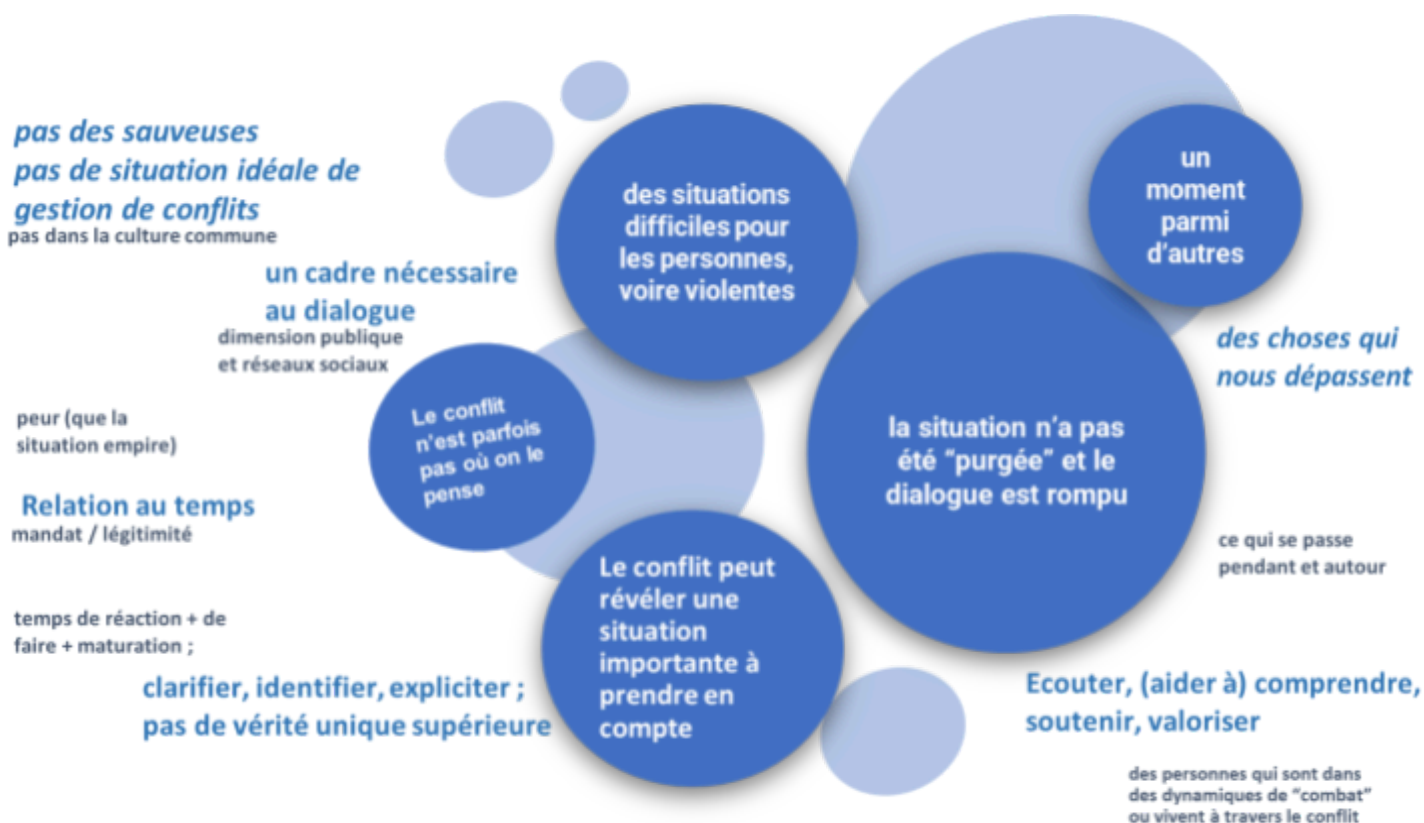 pas des sauveuses
pas de situation idéale de
gestion de conflits
pas dans la culture commune
un cadre nécessaire
au dialogue
dimension publique
et réseaux sociaux
peur (que la
situation empire)
Relation au temps
mandat / légitimité
temps de réaction + de
faire + maturation ;
clarifier, identifier, expliciter ;
pas de vérité unique supérieure
des situations
difficiles pour
les personnes,
voire violentes
Le conflit
n'est parfois
pas où on le
pense
Le conflit peut
révéler une
situation
importante à
prendre en
compte
un
moment
parmi
d'autres
la situation n'a pas
été "purgée" et le
dialogue est rompu
des choses qui
nous dépassent
ce qui se passe
pendant et autour
Ecouter, (aider à) comprendre,
soutenir, valoriser
des personnes qui sont dans
des dynamiques de "combat"
ou vivent à travers le conflit